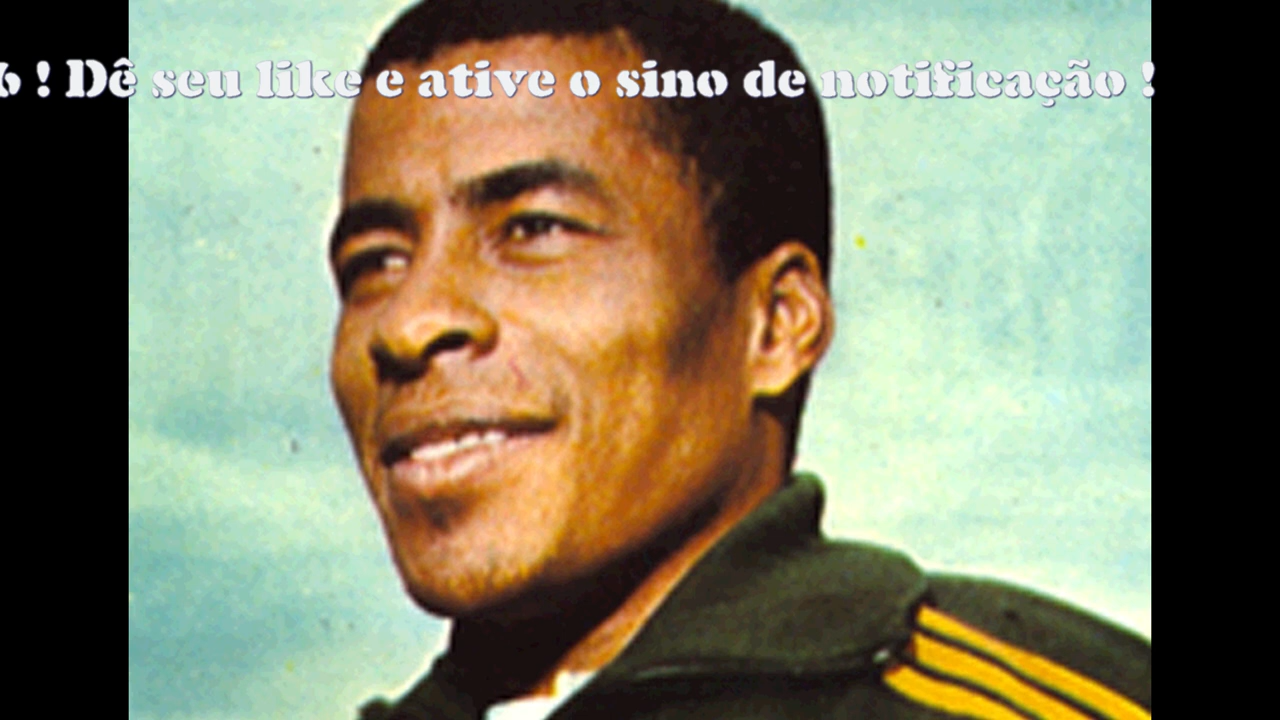 ! Dê seu like e ative o sino de notificação !